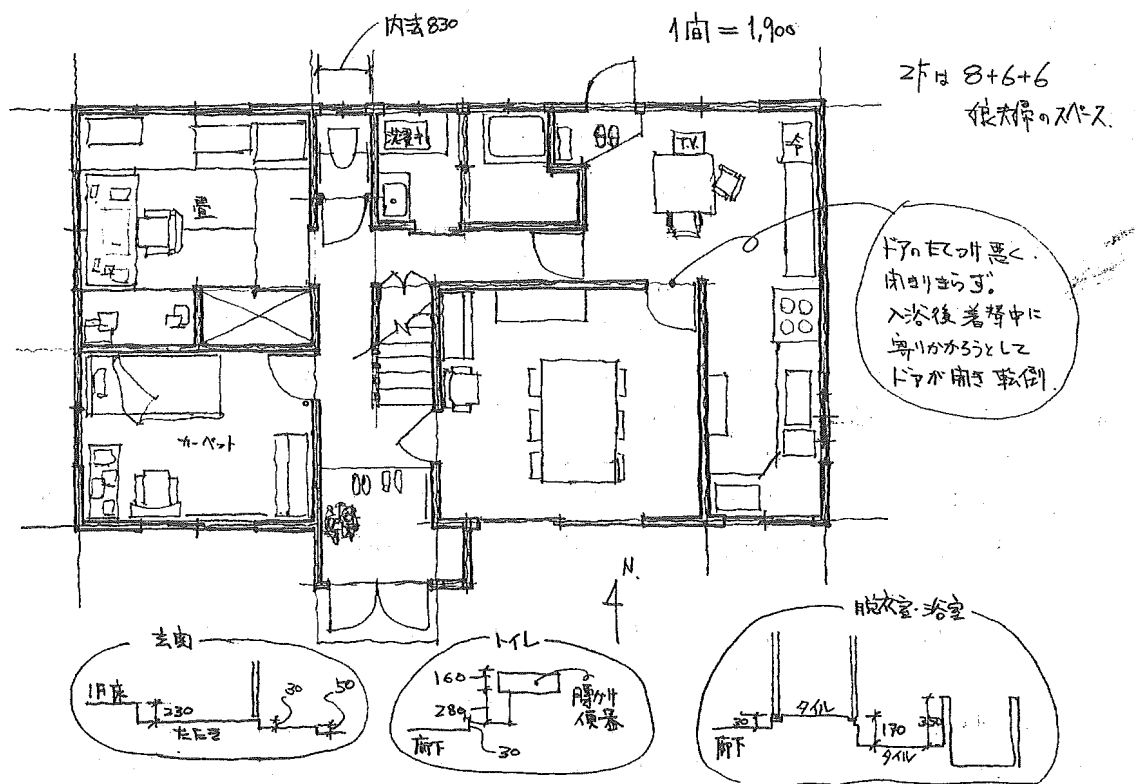 内法830
1間=1,900
2Fは 8+6+6
娘夫婦のスペース.
洗濯キ
T.V.
冷
畳
ドアのたてつけ悪く.
閉まりきらず。
入浴後着替中に
寄りかかろうとして
ドアが開き転倒.
カーペット
N.
玄関
1F床
230
たたき
30
50
トイレ
160
280
廊下
30
腰かけ
便器
脱衣室・浴室
30
廊下
タイル
170
タイル
350